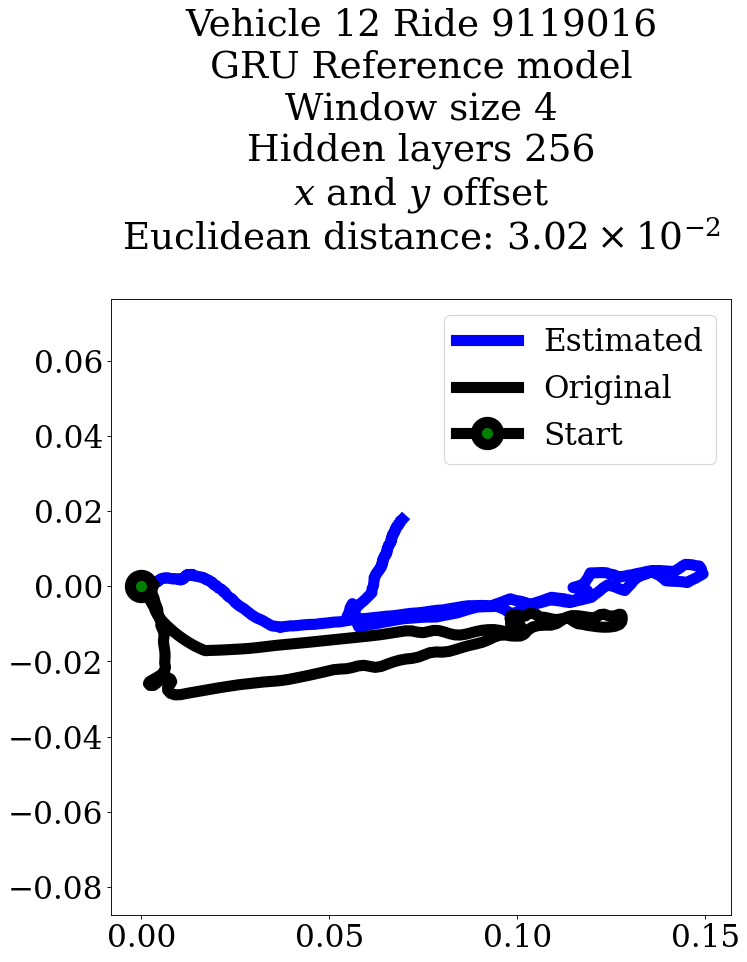 Vehicle 12 Ride 9119016
GRU Reference model
Window size 4
Hidden layers 256
x and y offset
Euclidean distance: 3.02 × 10⁻²
Estimated
Original
Start
0.06
0.04
0.02
0.00
−0.02
−0.04
−0.06
−0.08
0.00 0.05 0.10 0.15